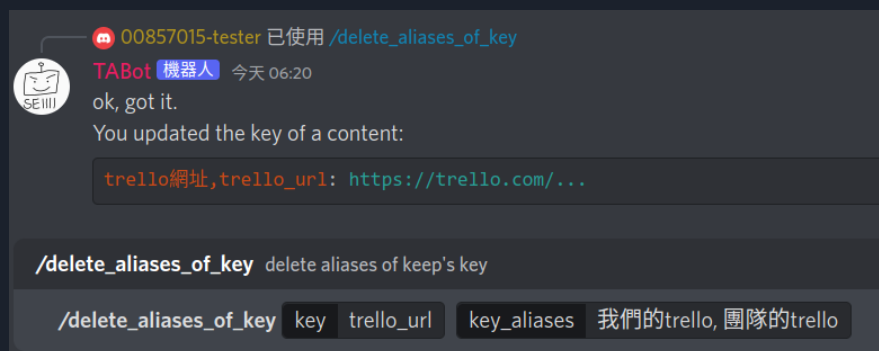 00857015-tester 已使用 /delete_aliases_of_key
TABot 機器人 今天 06:20
SEIIII
ok, got it.
You updated the key of a content:
trello網址,trello_url: https://trello.com/...
/delete_aliases_of_key delete aliases of keep's key
/delete_aliases_of_key key trello_url key_aliases 我們的trello, 團隊的trello